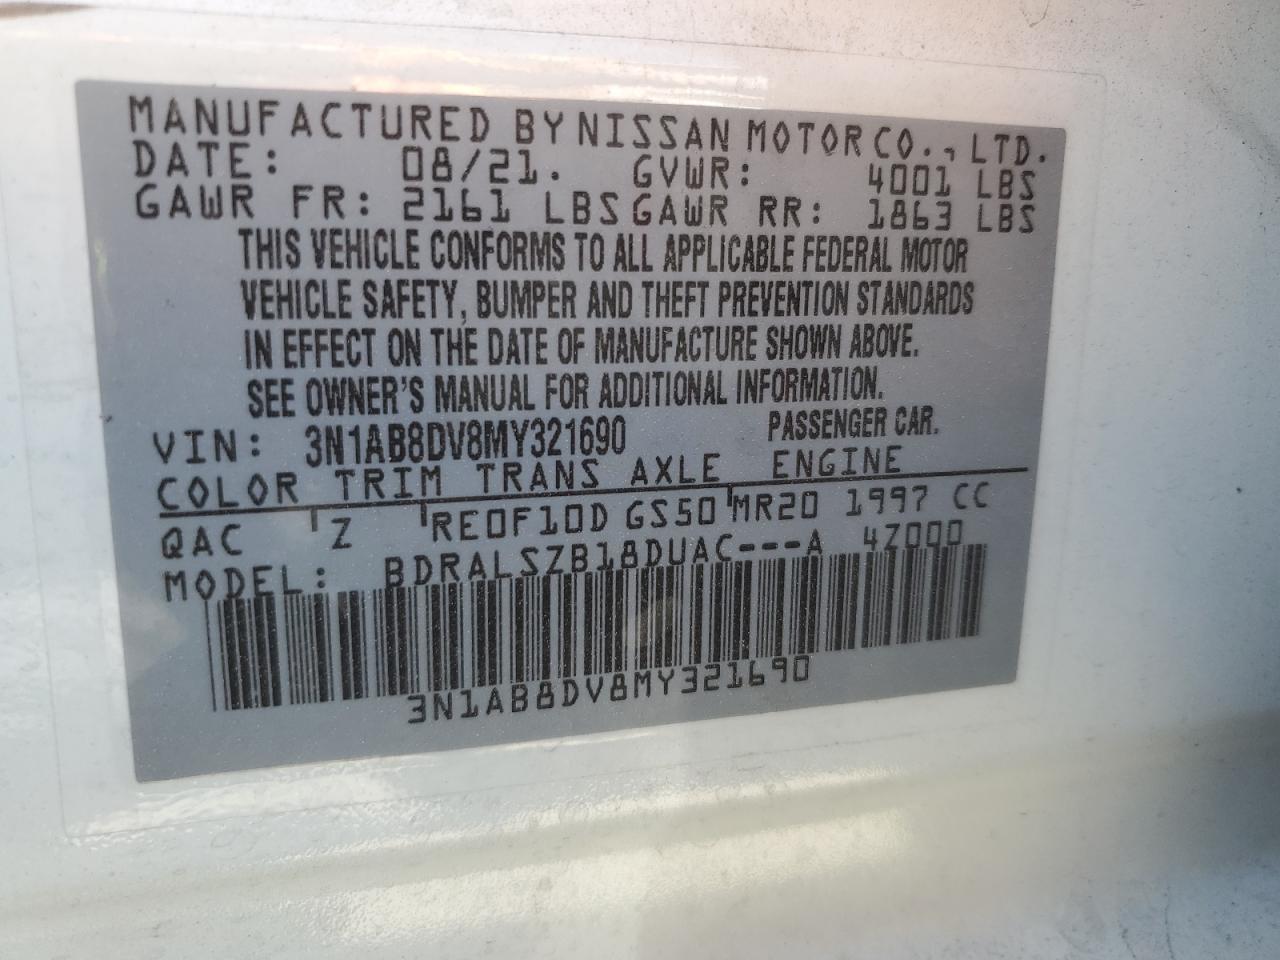 MANUFACTURED BY NISSAN MOTOR CO., LTD.
DATE: 08/21. GVWR: 4001 LBS
GAWR FR: 2161 LBS GAWR RR: 1863 LBS
THIS VEHICLE CONFORMS TO ALL APPLICABLE FEDERAL MOTOR
VEHICLE SAFETY, BUMPER AND THEFT PREVENTION STANDARDS
IN EFFECT ON THE DATE OF MANUFACTURE SHOWN ABOVE.
SEE OWNER'S MANUAL FOR ADDITIONAL INFORMATION.
VIN: 3N1AB8DV8MY321690 PASSENGER CAR.
COLOR TRIM TRANS AXLE ENGINE
QAC Z RE0F10D GS50 MR20 1997 CC
MODEL: BDRALSZB18DUAC---A 4Z000
3N1AB8DV8MY321690